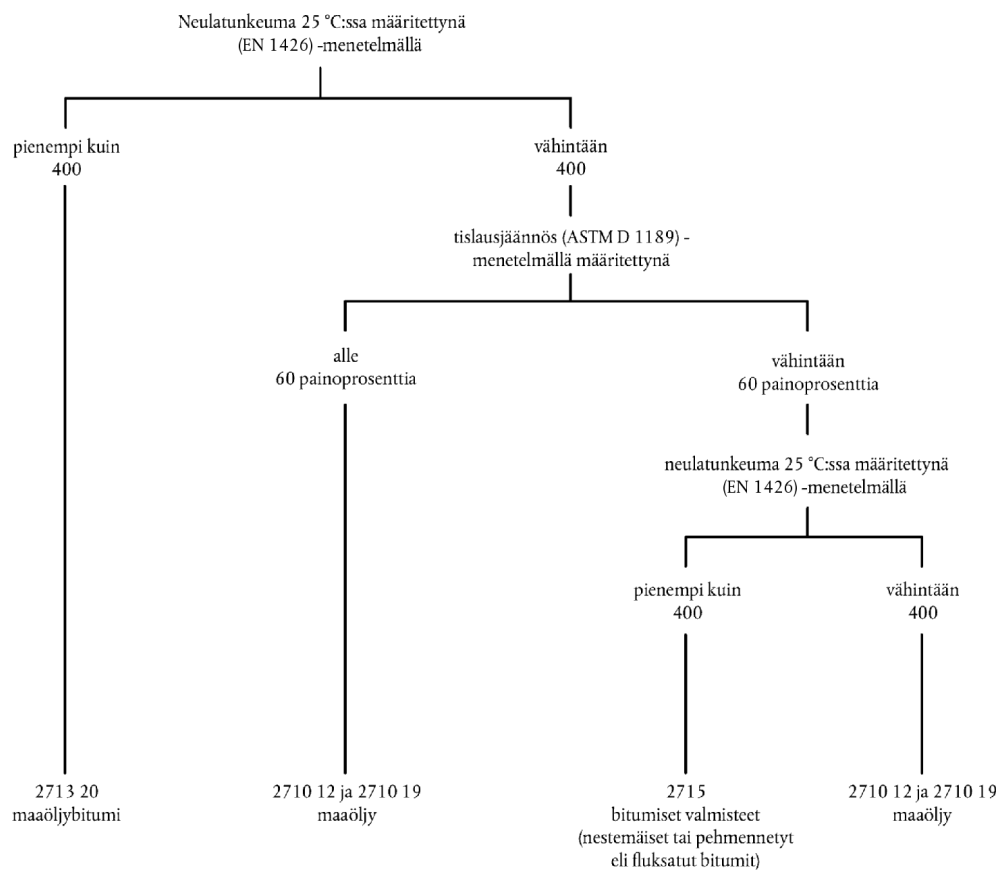 Neulatunkeuma 25 °C:ssa määritettynä
(EN 1426) -menetelmällä
pienempi kuin
400
vähintään
400
tislausjäännös (ASTM D 1189) -
menetelmällä määritettynä
alle
60 painoprosenttia
vähintään
60 painoprosenttia
neulatunkeuma 25 °C:ssa määritettynä
(EN 1426) -menetelmällä
pienempi kuin
400
vähintään
400
2713 20
maaöljybitumi
2710 12 ja 2710 19
maaöljy
2715
bitumiset valmisteet
(nestemäiset tai pehmennetyt
eli fluksatut bitumit)
2710 12 ja 2710 19
maaöljy